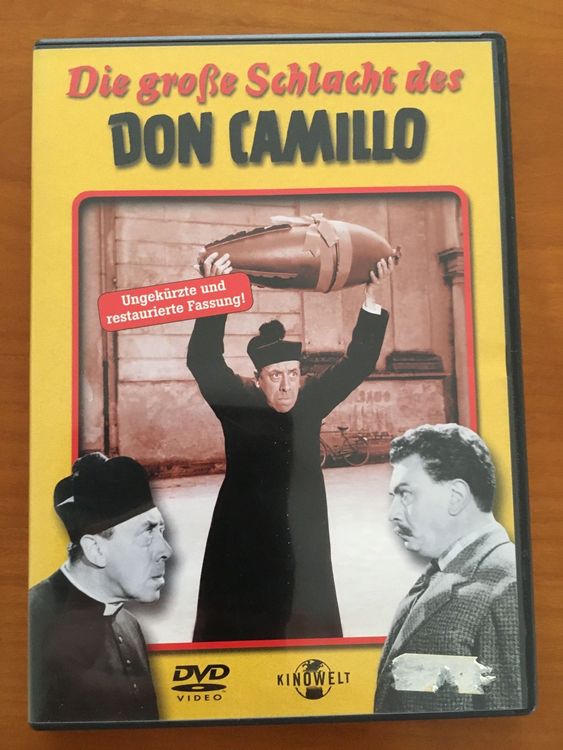 Die große Schlacht des
DON CAMILLO
Ungekürzte und
restaurierte Fassung!
DVD
VIDEO
KINOWELT